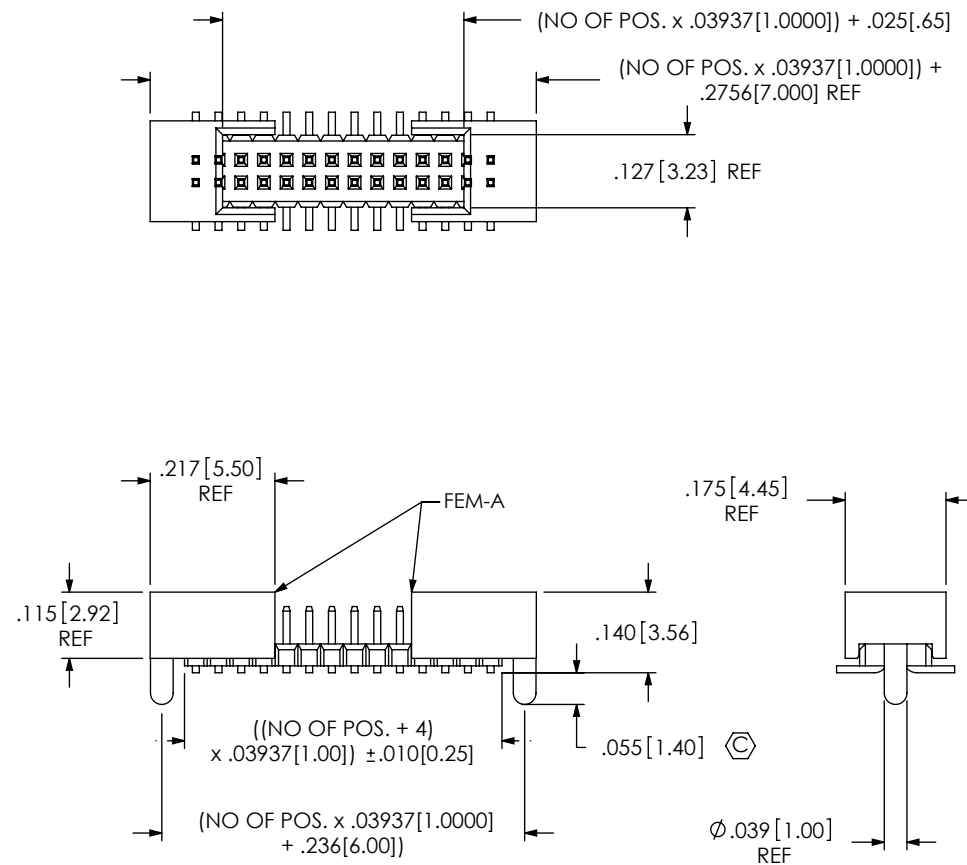 (NO OF POS. x .03937[1.0000]) + .025[.65]
(NO OF POS. x .03937[1.0000]) +
.2756[7.000] REF
.127[3.23] REF
.217[5.50]
REF
FEM-A
.175[4.45]
REF
.115[2.92]
REF
.140[3.56]
((NO OF POS. + 4)
x .03937[1.00]) ±.010[0.25]
.055[1.40] C
(NO OF POS. x .03937[1.0000]
+ .236[6.00])
Ø.039[1.00]
REF